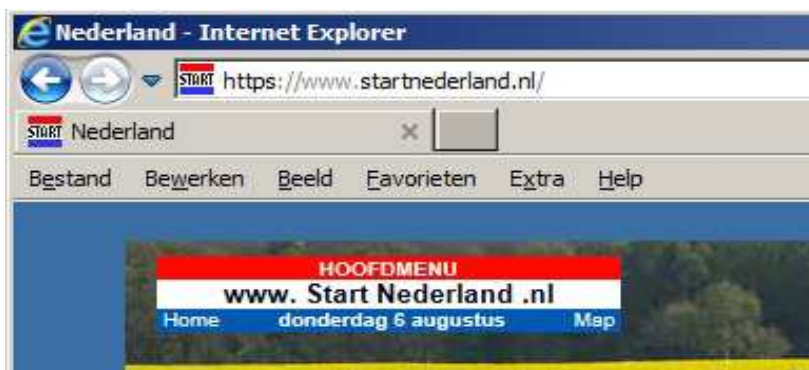 Nederland - Internet Explorer
START https://www.startnederland.nl/
START Nederland
Bestand Bewerken Beeld Favorieten Extra Help
HOOFDMENU
www. Start Nederland .nl
Home donderdag 6 augustus Map